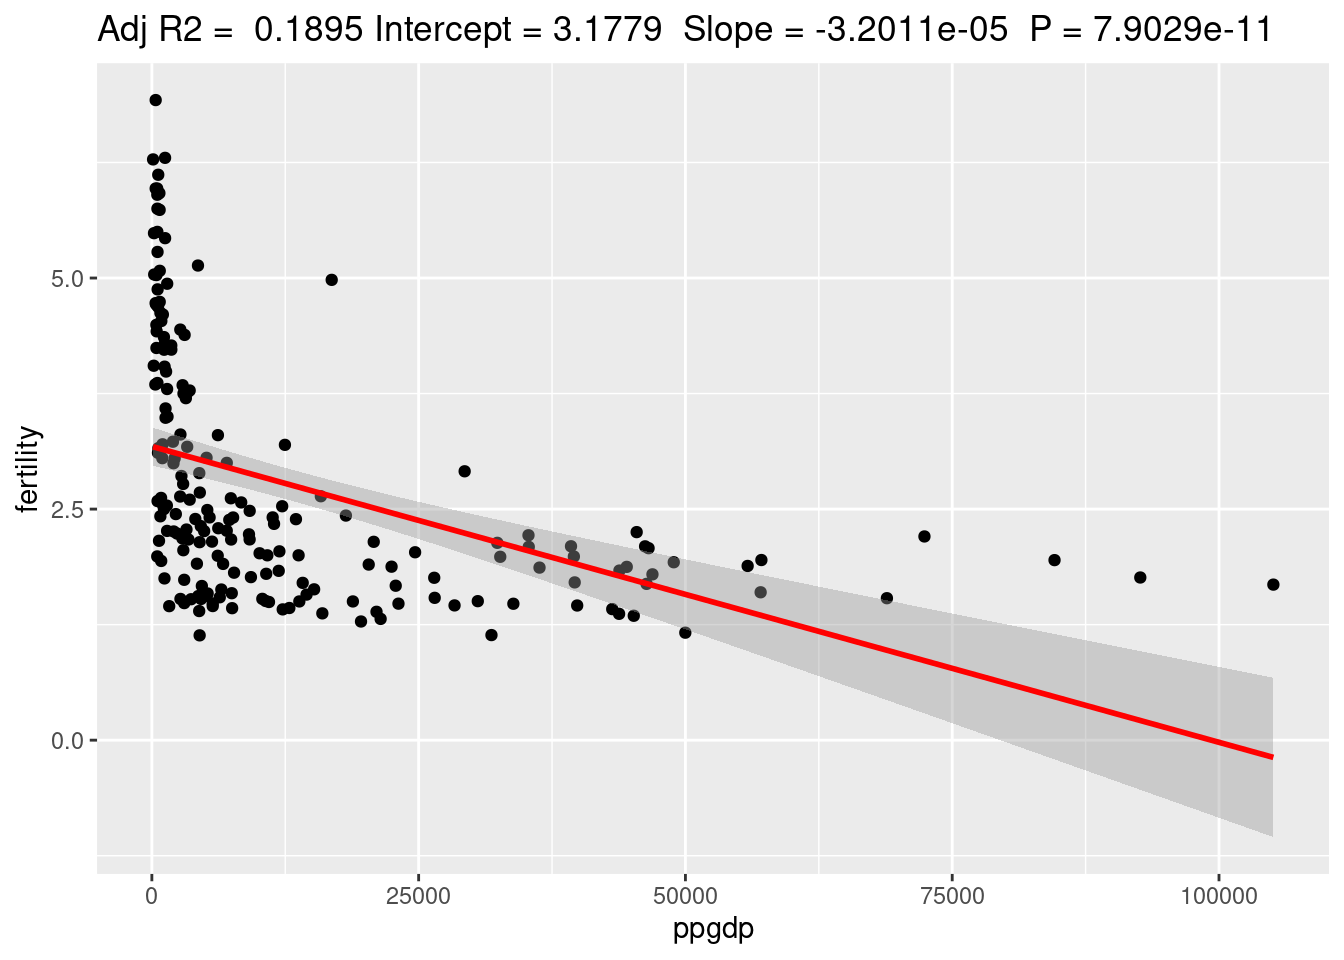 Adj R2 =  0.1895 Intercept = 3.1779  Slope = -3.2011e-05  P = 7.9029e-11
fertility
5.0
2.5
0.0
0 25000 50000 75000 100000
ppgdp